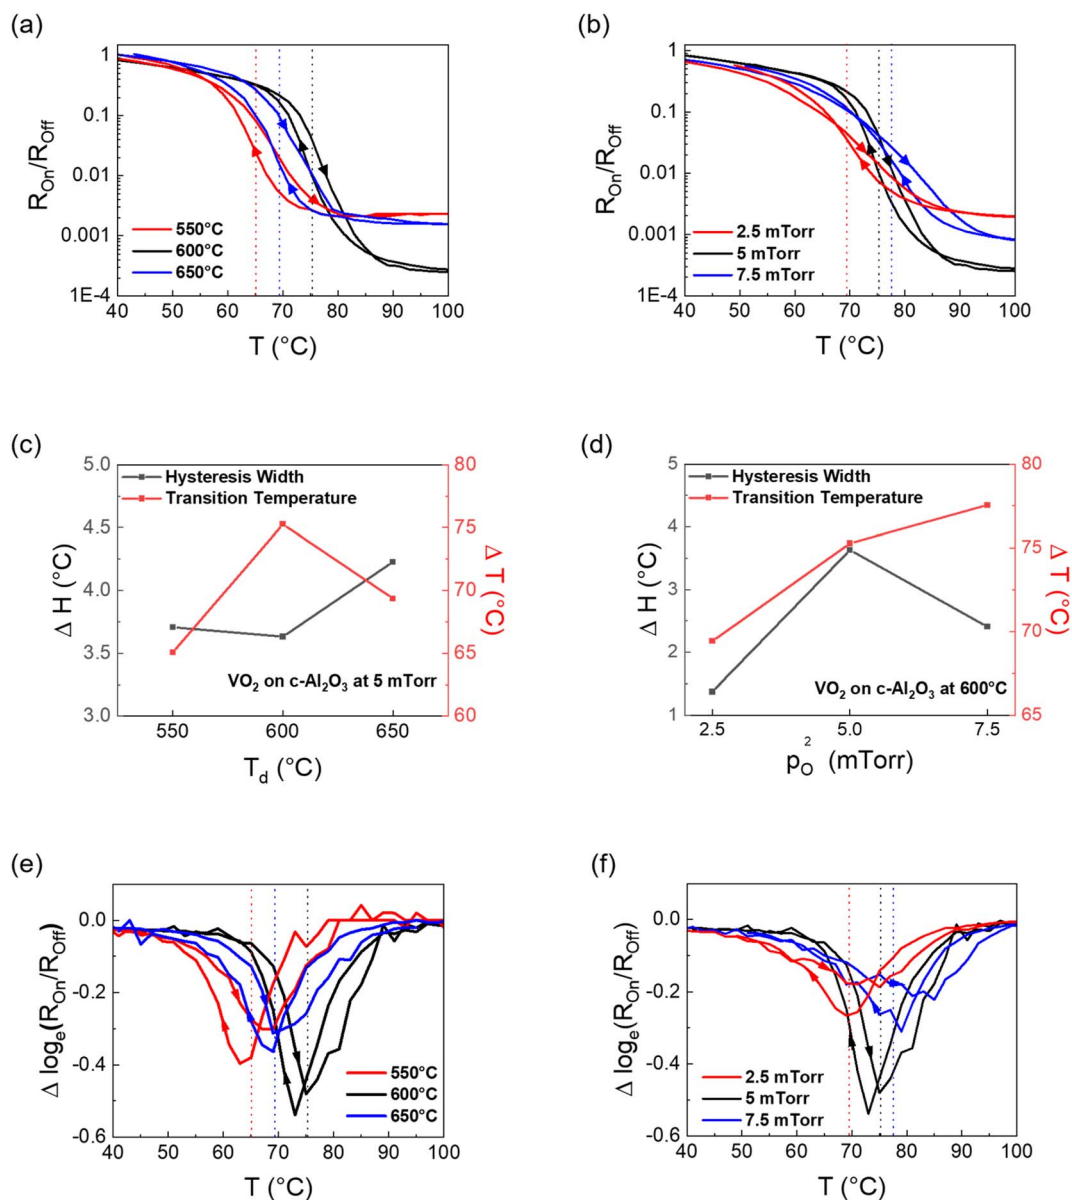 (a)
1
0.1
0.01
0.001
1E-4
R_On/R_Off
550°C
600°C
650°C
40 50 60 70 80 90 100
T (°C)
(b)
1
0.1
0.01
0.001
1E-4
R_On/R_Off
2.5 mTorr
5 mTorr
7.5 mTorr
40 50 60 70 80 90 100
T (°C)
(c)
5.0
4.5
4.0
3.5
3.0
Δ H (°C)
Hysteresis Width
Transition Temperature
80
75
70
65
60
Δ T (°C)
VO₂ on c-Al₂O₃ at 5 mTorr
550 600 650
T_d (°C)
(d)
5
4
3
2
1
Δ H (°C)
Hysteresis Width
Transition Temperature
80
75
70
65
Δ T (°C)
VO₂ on c-Al₂O₃ at 600°C
2.5 5.0 7.5
p_O² (mTorr)
(e)
0.0
-0.2
-0.4
-0.6
Δ log_e(R_On/R_Off)
550°C
600°C
650°C
40 50 60 70 80 90 100
T (°C)
(f)
0.0
-0.2
-0.4
-0.6
Δ log_e(R_On/R_Off)
2.5 mTorr
5 mTorr
7.5 mTorr
40 50 60 70 80 90 100
T (°C)